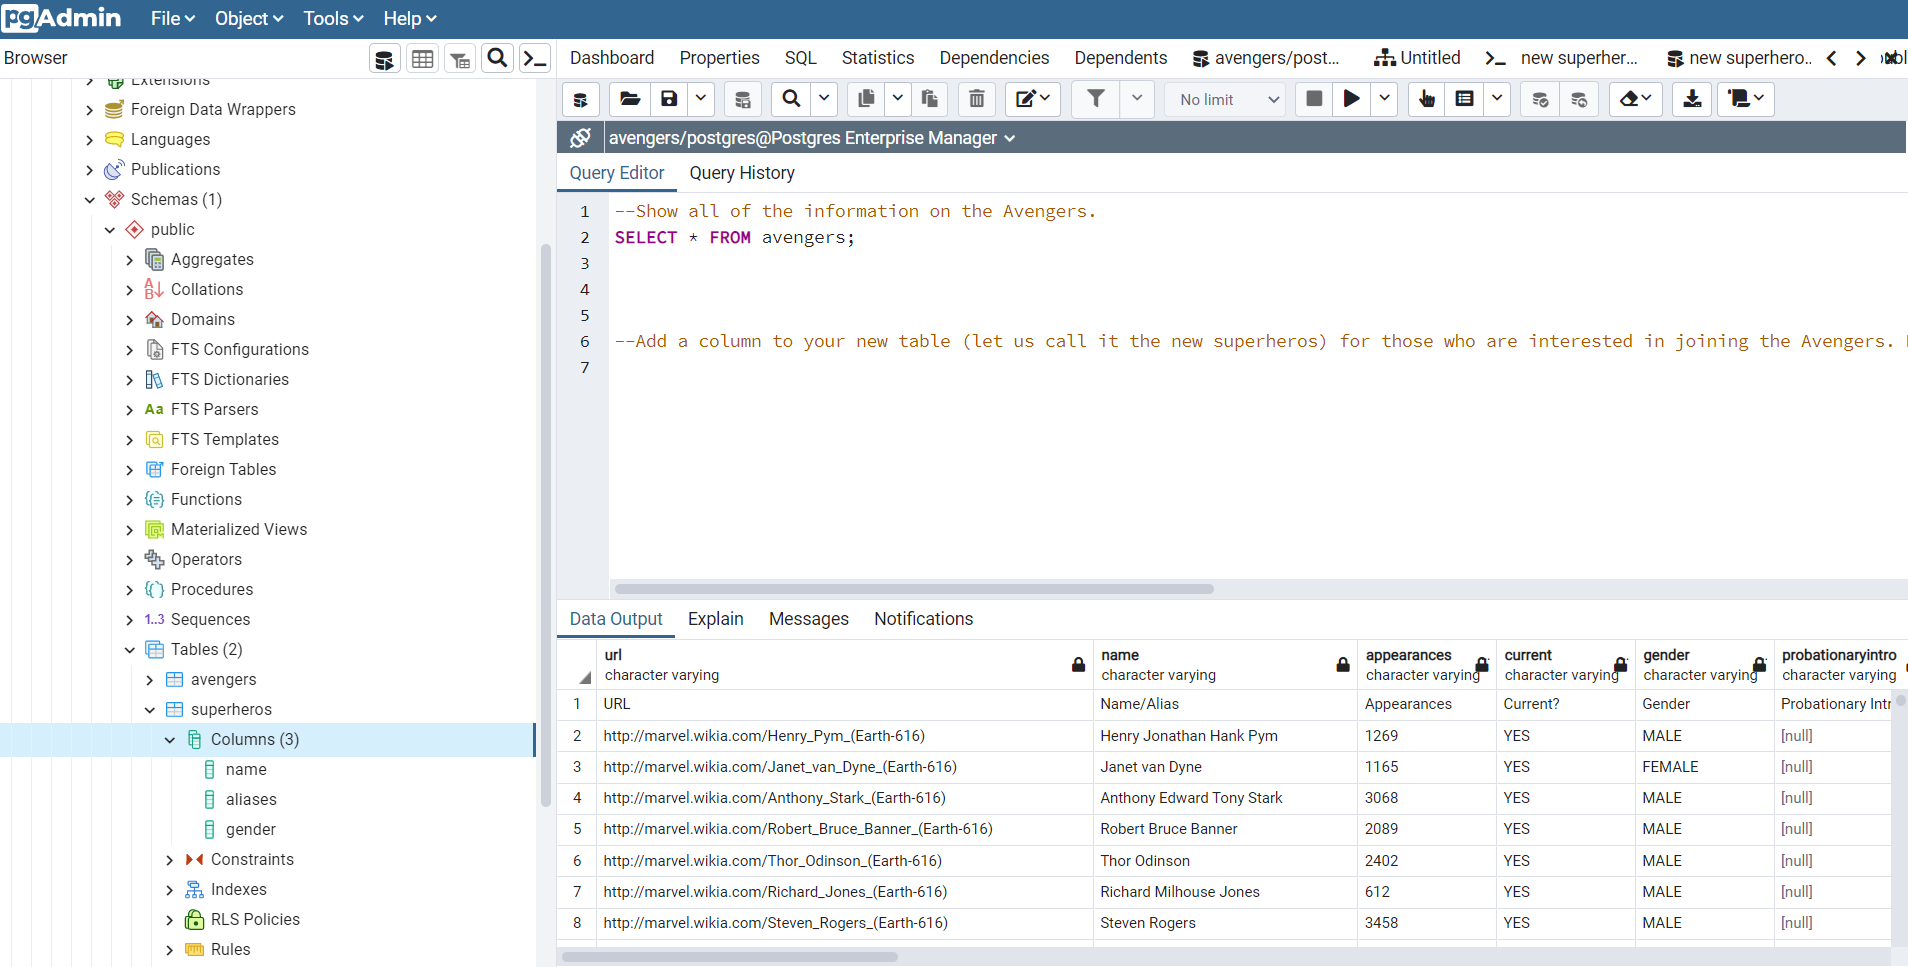 pgAdmin File Object Tools Help
Browser
Dashboard Properties SQL Statistics Dependencies Dependents avengers/post... Untitled new superher... new superhero..
Extensions
Foreign Data Wrappers
Languages
Publications
Schemas (1)
public
Aggregates
Collations
Domains
FTS Configurations
FTS Dictionaries
Aa FTS Parsers
FTS Templates
Foreign Tables
Functions
Materialized Views
Operators
Procedures
1..3 Sequences
Tables (2)
avengers
superheros
Columns (3)
name
aliases
gender
Constraints
Indexes
RLS Policies
Rules
No limit
avengers/postgres@Postgres Enterprise Manager
Query Editor Query History
1 --Show all of the information on the Avengers.
2 SELECT * FROM avengers;
3
4
5
6 --Add a column to your new table (let us call it the new superheros) for those who are interested in joining the Avengers.
7
Data Output Explain Messages Notifications
url name appearances current gender probationaryintro
character varying character varying character varying character varying character varying character varying
1 URL Name/Alias Appearances Current? Gender Probationary Intr
2 http://marvel.wikia.com/Henry_Pym_(Earth-616) Henry Jonathan Hank Pym 1269 YES MALE [null]
3 http://marvel.wikia.com/Janet_van_Dyne_(Earth-616) Janet van Dyne 1165 YES FEMALE [null]
4 http://marvel.wikia.com/Anthony_Stark_(Earth-616) Anthony Edward Tony Stark 3068 YES MALE [null]
5 http://marvel.wikia.com/Robert_Bruce_Banner_(Earth-616) Robert Bruce Banner 2089 YES MALE [null]
6 http://marvel.wikia.com/Thor_Odinson_(Earth-616) Thor Odinson 2402 YES MALE [null]
7 http://marvel.wikia.com/Richard_Jones_(Earth-616) Richard Milhouse Jones 612 YES MALE [null]
8 http://marvel.wikia.com/Steven_Rogers_(Earth-616) Steven Rogers 3458 YES MALE [null]